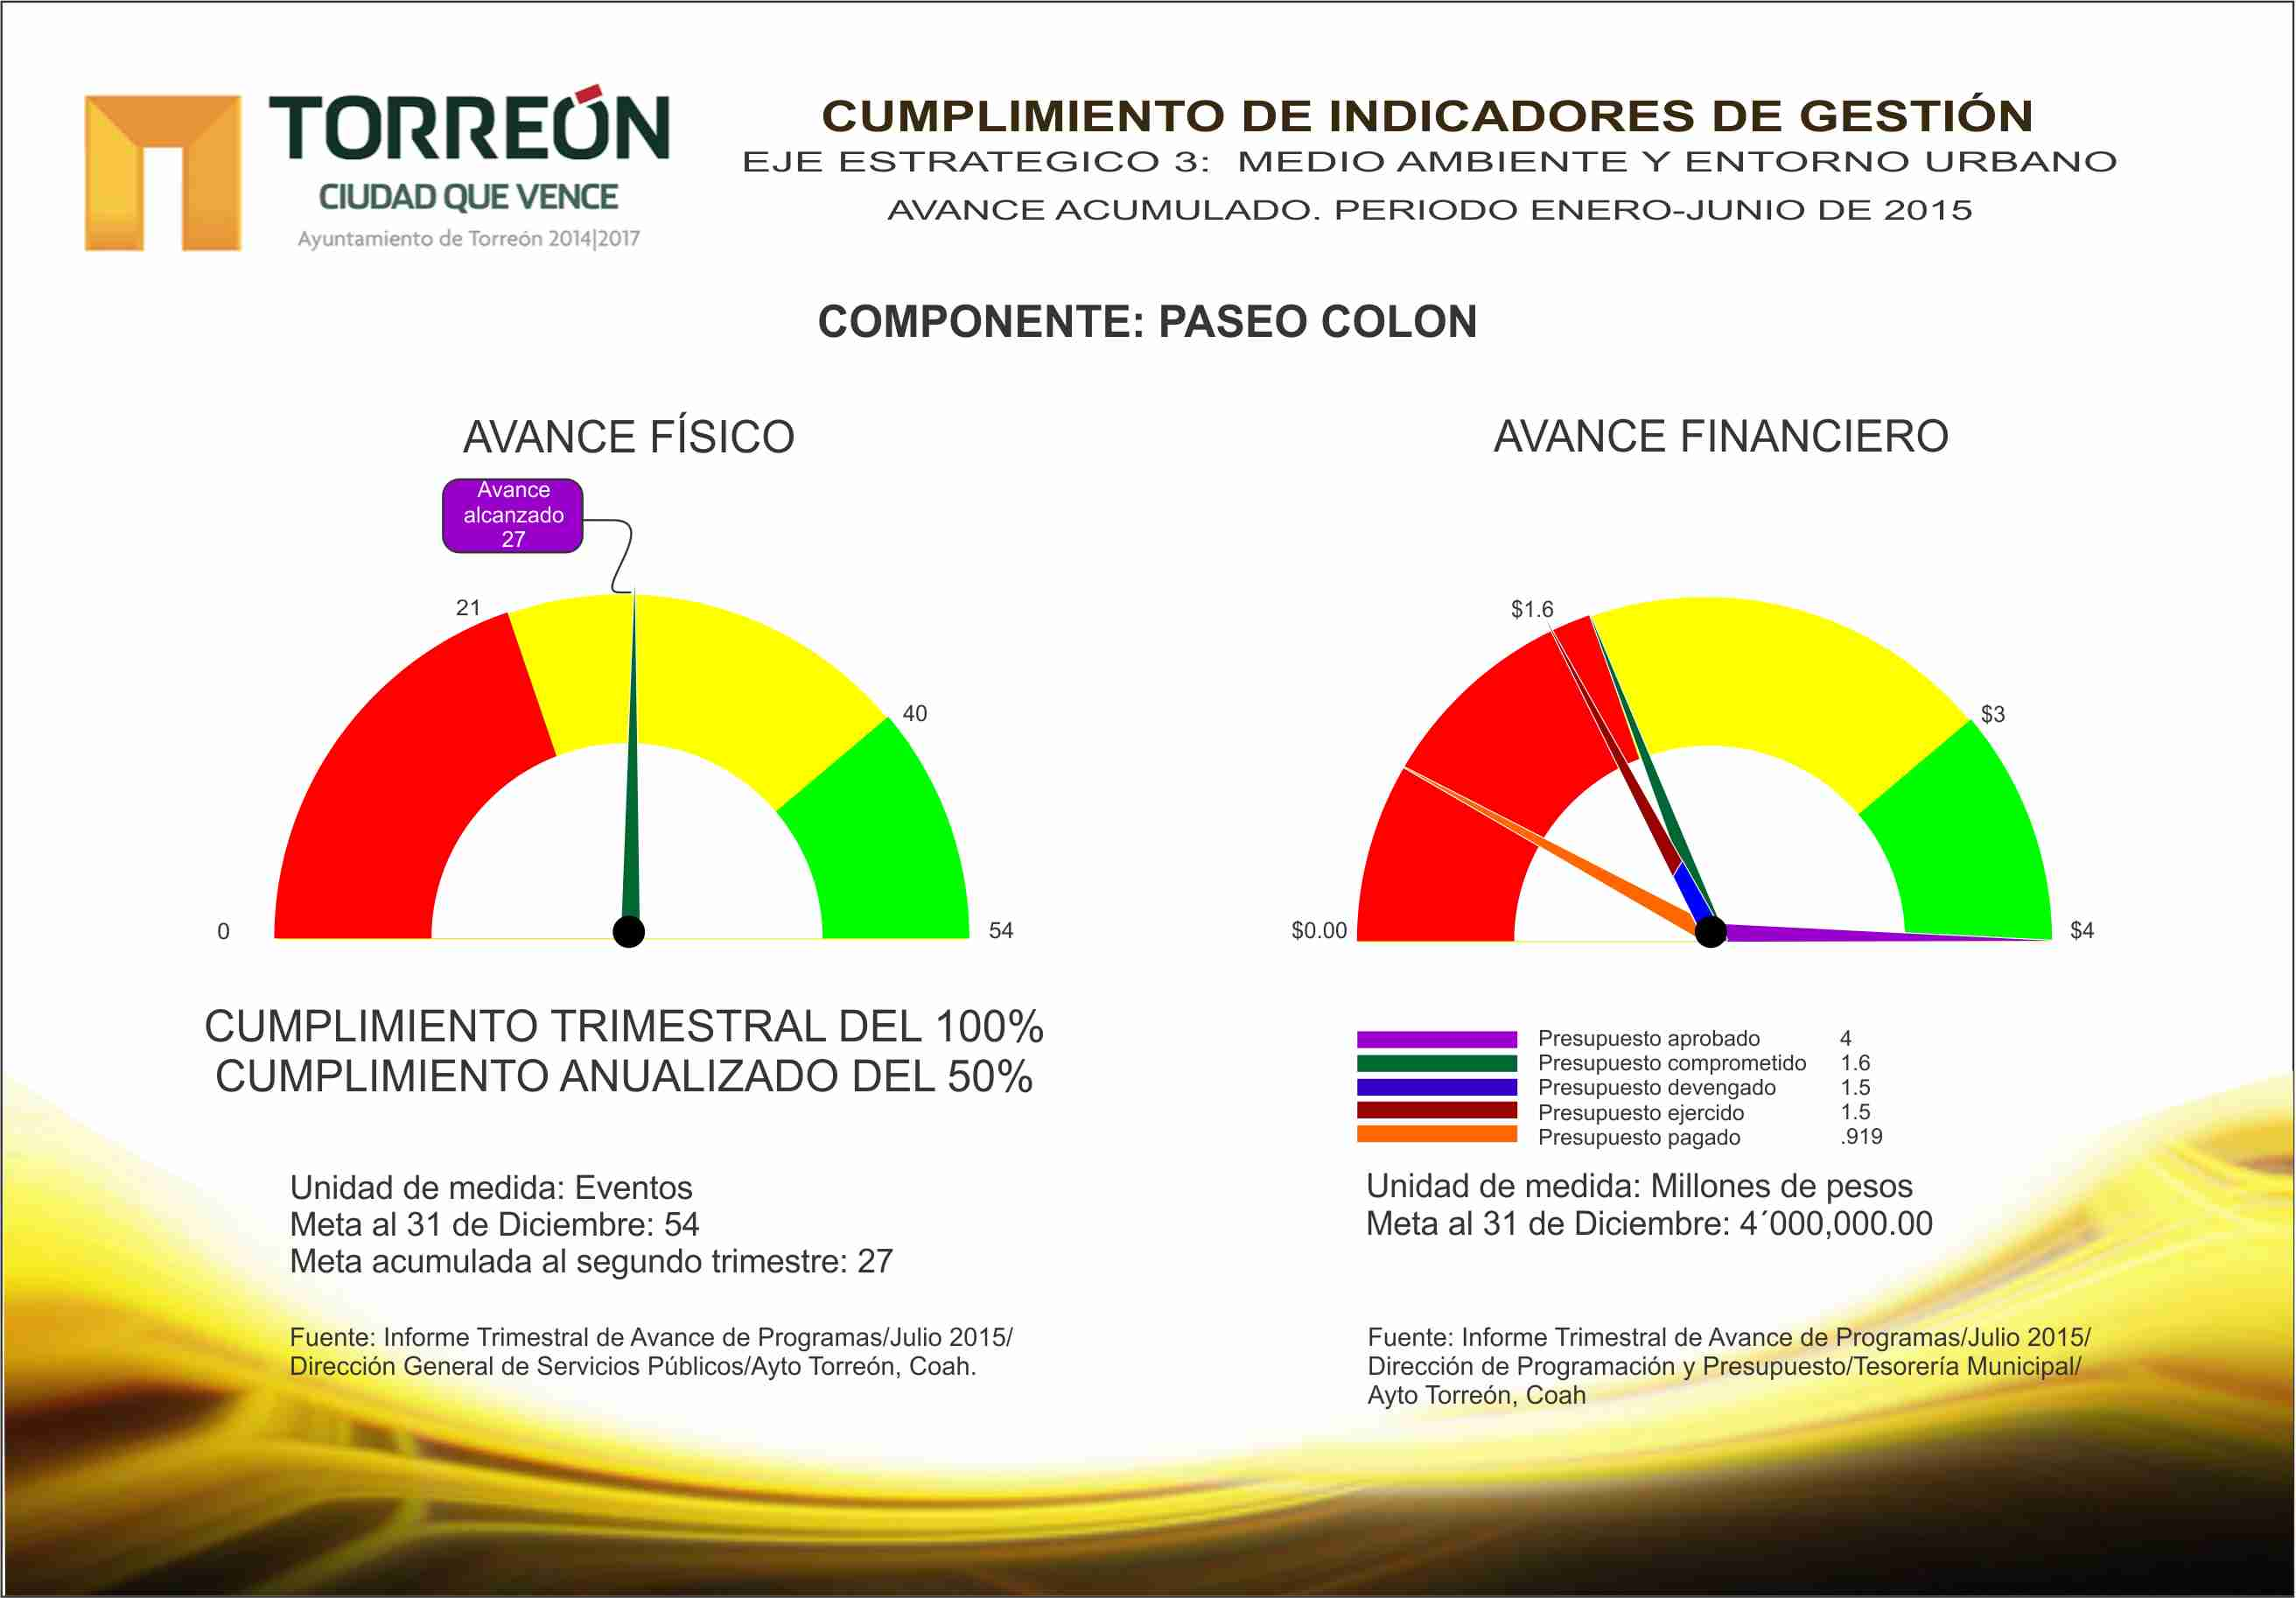 TORREÓN
CIUDAD QUE VENCE
Ayuntamiento de Torreón 2014|2017
CUMPLIMIENTO DE INDICADORES DE GESTIÓN
EJE ESTRATEGICO 3: MEDIO AMBIENTE Y ENTORNO URBANO
AVANCE ACUMULADO. PERIODO ENERO-JUNIO DE 2015
COMPONENTE: PASEO COLON
AVANCE FÍSICO
Avance
alcanzado
27
21
40
0
54
CUMPLIMIENTO TRIMESTRAL DEL 100%
CUMPLIMIENTO ANUALIZADO DEL 50%
Unidad de medida: Eventos
Meta al 31 de Diciembre: 54
Meta acumulada al segundo trimestre: 27
Fuente: Informe Trimestral de Avance de Programas/Julio 2015/
Dirección General de Servicios Públicos/Ayto Torreón, Coah.
AVANCE FINANCIERO
$1.6
$3
$0.00
$4
Presupuesto aprobado 4
Presupuesto comprometido 1.6
Presupuesto devengado 1.5
Presupuesto ejercido 1.5
Presupuesto pagado .919
Unidad de medida: Millones de pesos
Meta al 31 de Diciembre: 4´000,000.00
Fuente: Informe Trimestral de Avance de Programas/Julio 2015/
Dirección de Programación y Presupuesto/Tesorería Municipal/
Ayto Torreón, Coah